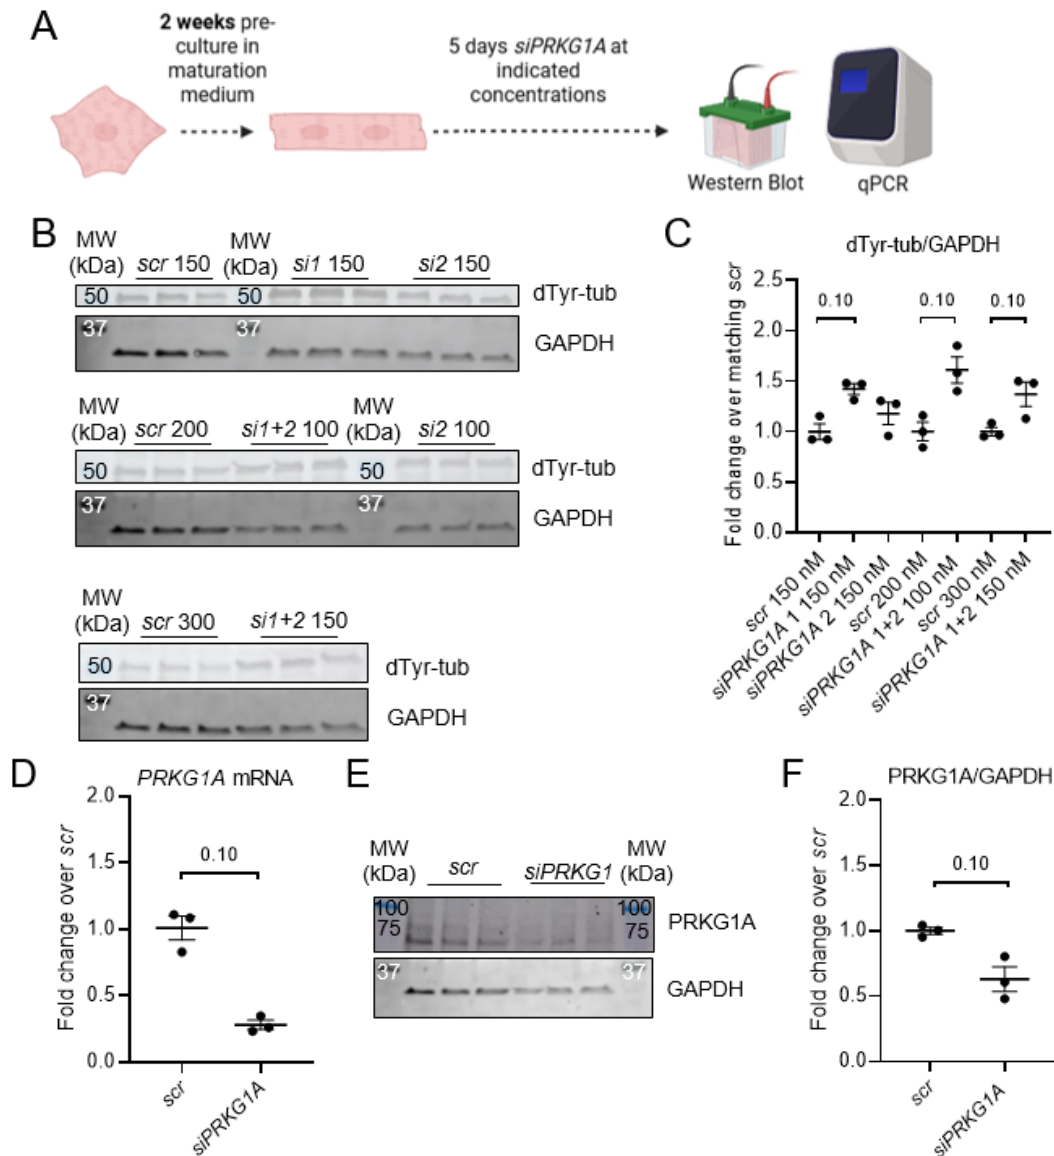 A
2 weeks pre-
culture in
maturation
medium
5 days siPRKG1A at
indicated
concentrations
Western Blot
qPCR
B
MW
(kDa)
scr 150
MW
(kDa)
si1 150
si2 150
50
50
dTyr-tub
37
37
GAPDH
MW
(kDa)
scr 200
si1+2 100
MW
(kDa)
si2 100
50
50
dTyr-tub
37
37
GAPDH
MW
(kDa)
scr 300
si1+2 150
50
dTyr-tub
37
GAPDH
C
dTyr-tub/GAPDH
Fold change over matching scr
2.5
2.0
1.5
1.0
0.5
0.0
0.10
0.10
0.10
scr 150 nM
siPRKG1A 1 150 nM
siPRKG1A 2 150 nM
scr 200 nM
siPRKG1A 1+2 100 nM
scr 300 nM
siPRKG1A 1+2 150 nM
D
PRKG1A mRNA
Fold change over scr
2.0
1.5
1.0
0.5
0.0
0.10
scr
siPRKG1A
E
MW
(kDa)
scr
siPRKG1
MW
(kDa)
100
75
100
75
PRKG1A
37
37
GAPDH
F
PRKG1A/GAPDH
Fold change over scr
2.0
1.5
1.0
0.5
0.0
0.10
scr
siPRKG1A